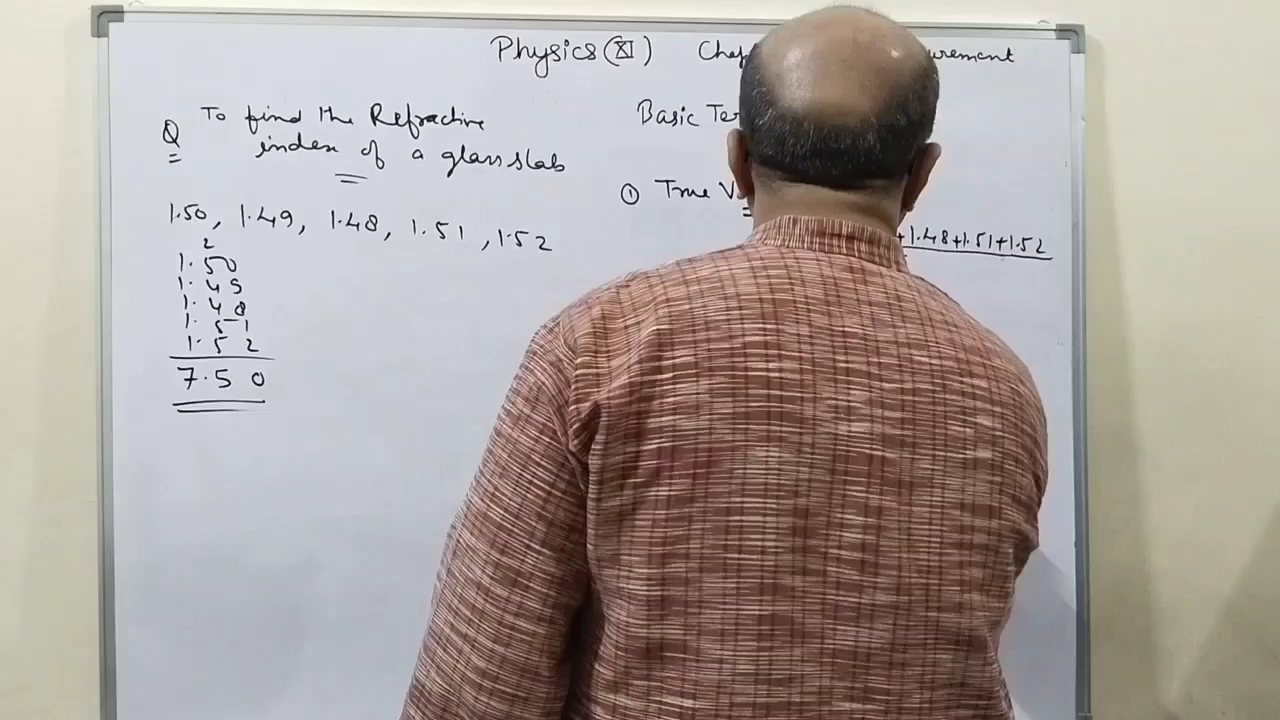 Physics (XI) Chap urement
Q To find the Refractive
index of a glass slab
1.50, 1.49, 1.48, 1.51, 1.52
2
1.50
1.49
1.48
1.51
1.52
7.50
Basic Te
① True V
+1.48+1.51+1.52